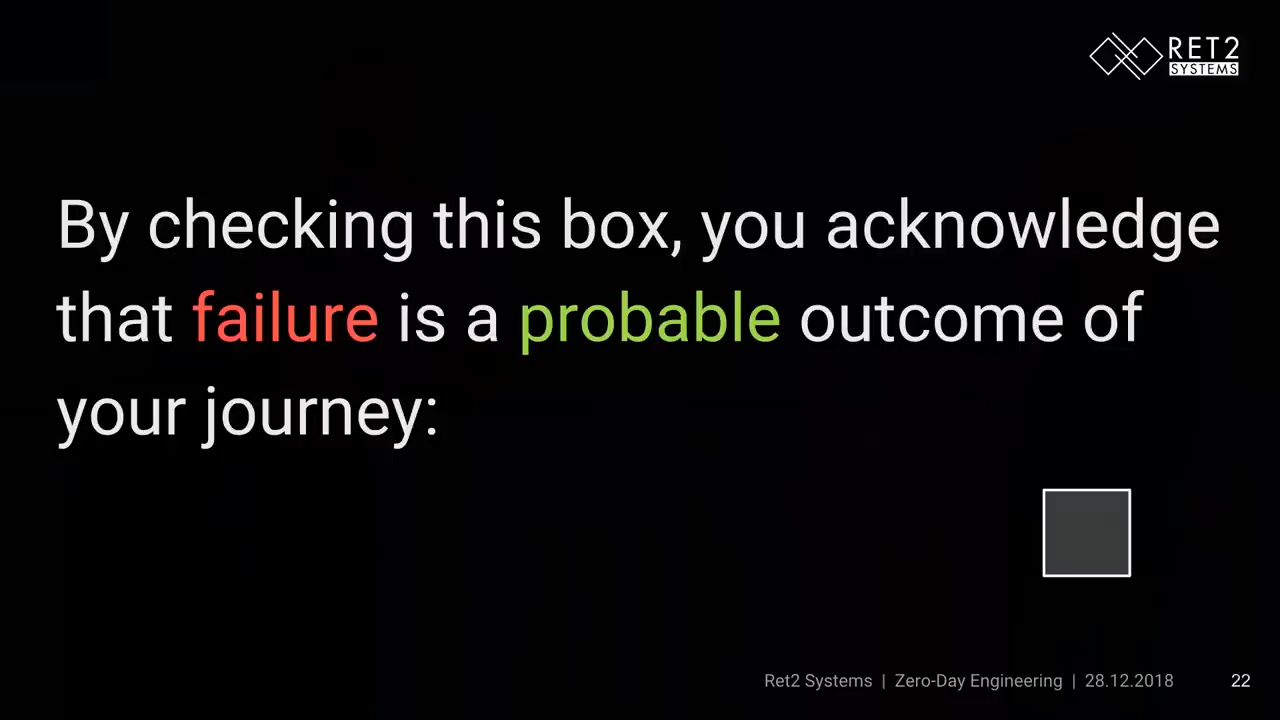 RET2
SYSTEMS
By checking this box, you acknowledge
that failure is a probable outcome of
your journey:
Ret2 Systems | Zero-Day Engineering | 28.12.2018 22